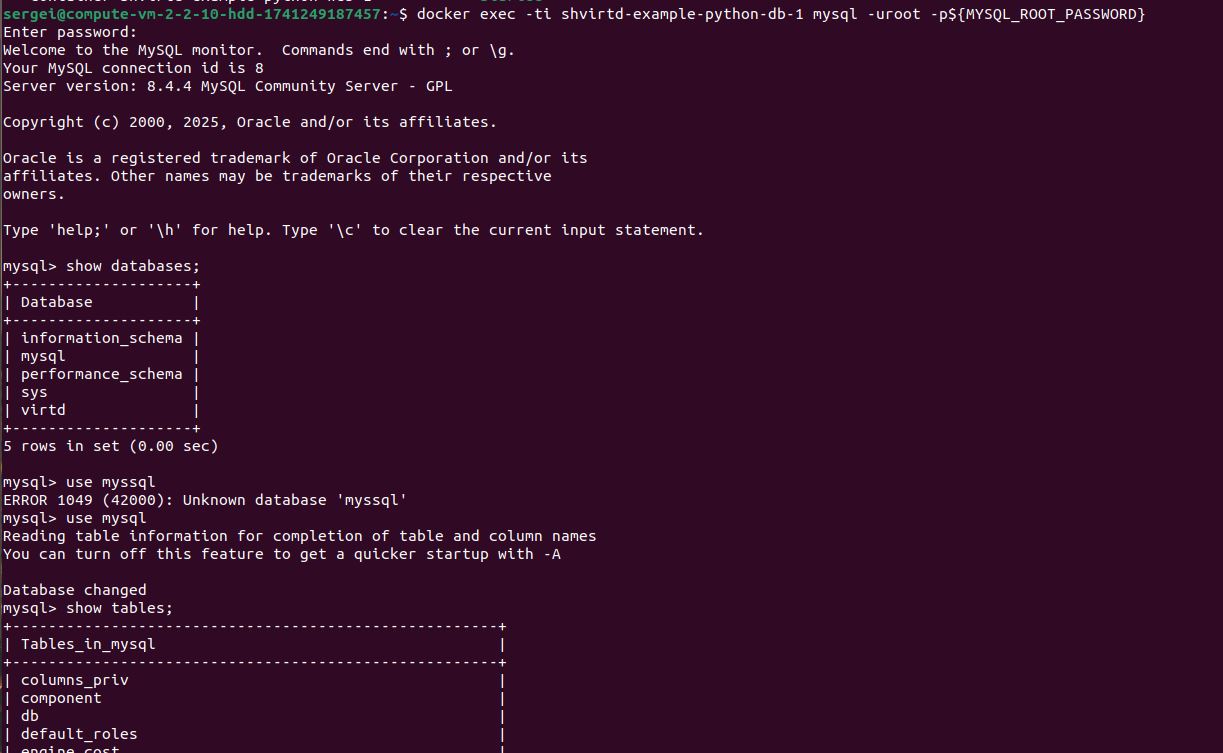 sergei@compute-vm-2-2-10-hdd-1741249187457:~$ docker exec -ti shvirtd-example-python-db-1 mysql -uroot -p${MYSQL_ROOT_PASSWORD}
Enter password:
Welcome to the MySQL monitor.  Commands end with ; or \g.
Your MySQL connection id is 8
Server version: 8.4.4 MySQL Community Server - GPL

Copyright (c) 2000, 2025, Oracle and/or its affiliates.

Oracle is a registered trademark of Oracle Corporation and/or its
affiliates. Other names may be trademarks of their respective
owners.

Type 'help;' or '\h' for help. Type '\c' to clear the current input statement.

mysql> show databases;
+--------------------+
| Database           |
+--------------------+
| information_schema |
| mysql              |
| performance_schema |
| sys                |
| virtd              |
+--------------------+
5 rows in set (0.00 sec)

mysql> use myssql
ERROR 1049 (42000): Unknown database 'myssql'
mysql> use mysql
Reading table information for completion of table and column names
You can turn off this feature to get a quicker startup with -A

Database changed
mysql> show tables;
+------------------------------------------------------+
| Tables_in_mysql                                      |
+------------------------------------------------------+
| columns_priv                                         |
| component                                            |
| db                                                   |
| default_roles                                        |
| engine_cost                                          |